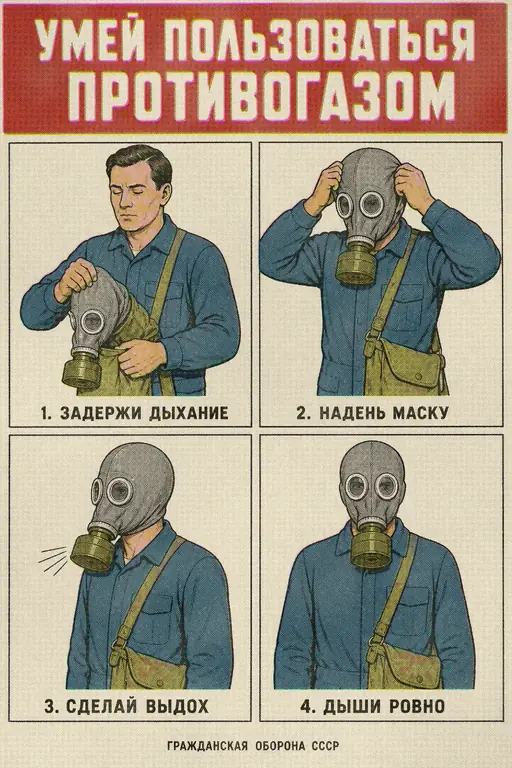 УМЕЙ ПОЛЬЗОВАТЬСЯ
ПРОТИВОГАЗОМ
1. ЗАДЕРЖИ ДЫХАНИЕ
2. НАДЕНЬ МАСКУ
3. СДЕЛАЙ ВЫДОХ
4. ДЫШИ РОВНО
ГРАЖДАНСКАЯ ОБОРОНА СССР